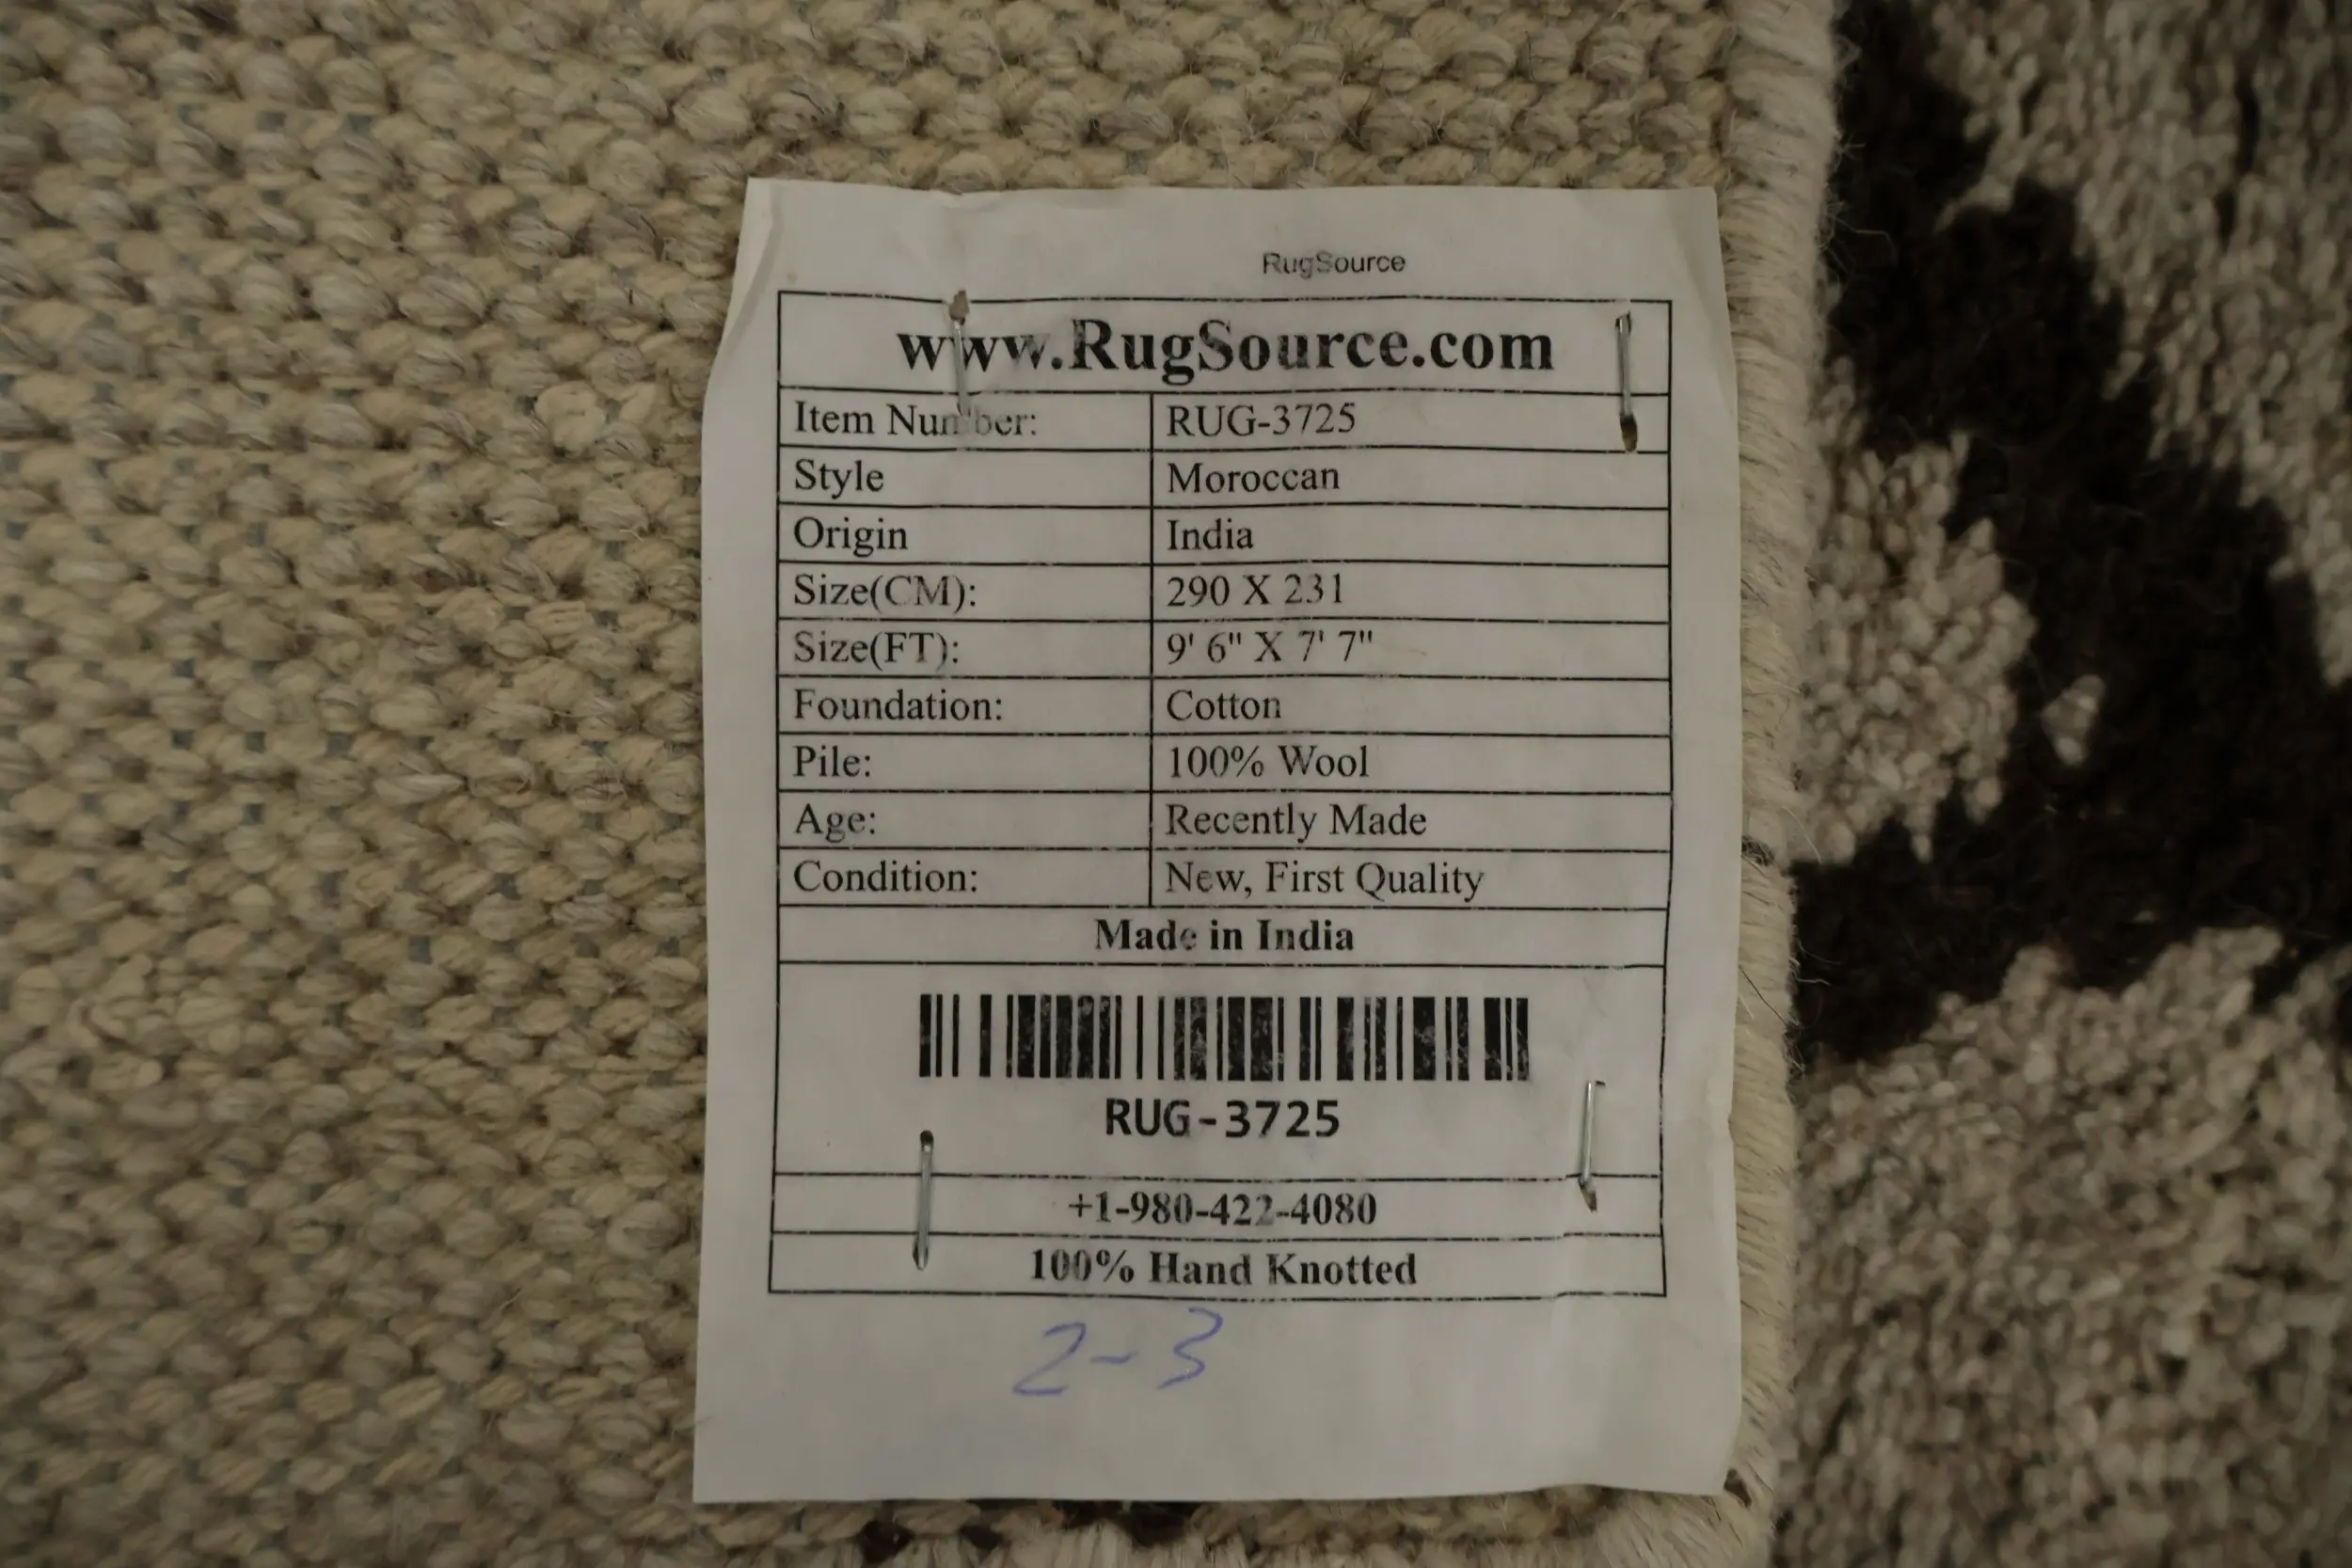 RugSource
www.RugSource.com
Item Number: RUG-3725
Style Moroccan
Origin India
Size(CM): 290 X 231
Size(FT): 9' 6" X 7' 7"
Foundation: Cotton
Pile: 100% Wool
Age: Recently Made
Condition: New, First Quality
Made in India
RUG-3725
+1-980-422-4080
100% Hand Knotted
2-3